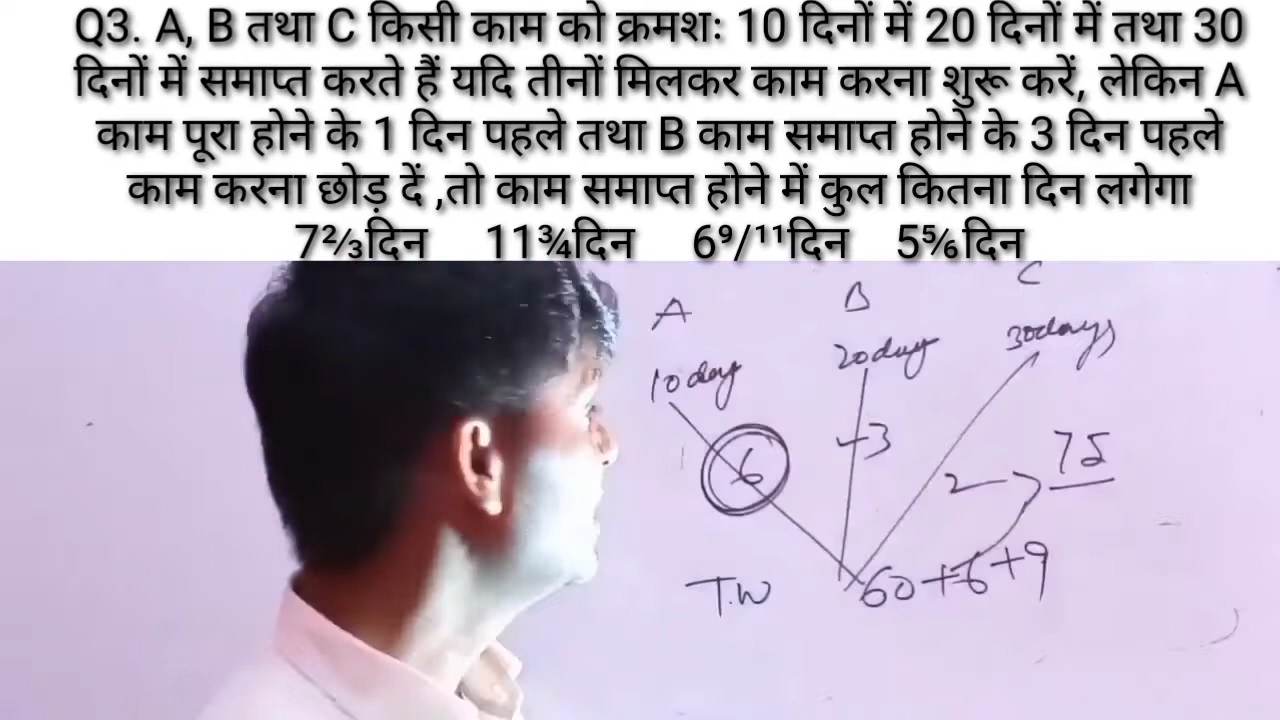 Q3. A, B तथा C किसी काम को क्रमशः 10 दिनों में 20 दिनों में तथा 30
दिनों में समाप्त करते हैं यदि तीनों मिलकर काम करना शुरू करें, लेकिन A
काम पूरा होने के 1 दिन पहले तथा B काम समाप्त होने के 3 दिन पहले
काम करना छोड़ दें ,तो काम समाप्त होने में कुल कितना दिन लगेगा
7⅔दिन 11¾दिन 6⁹/¹¹दिन 5⅚दिन
A B C
10 day 20 day 30 days
6 3 2 75
T.W 60+6+9